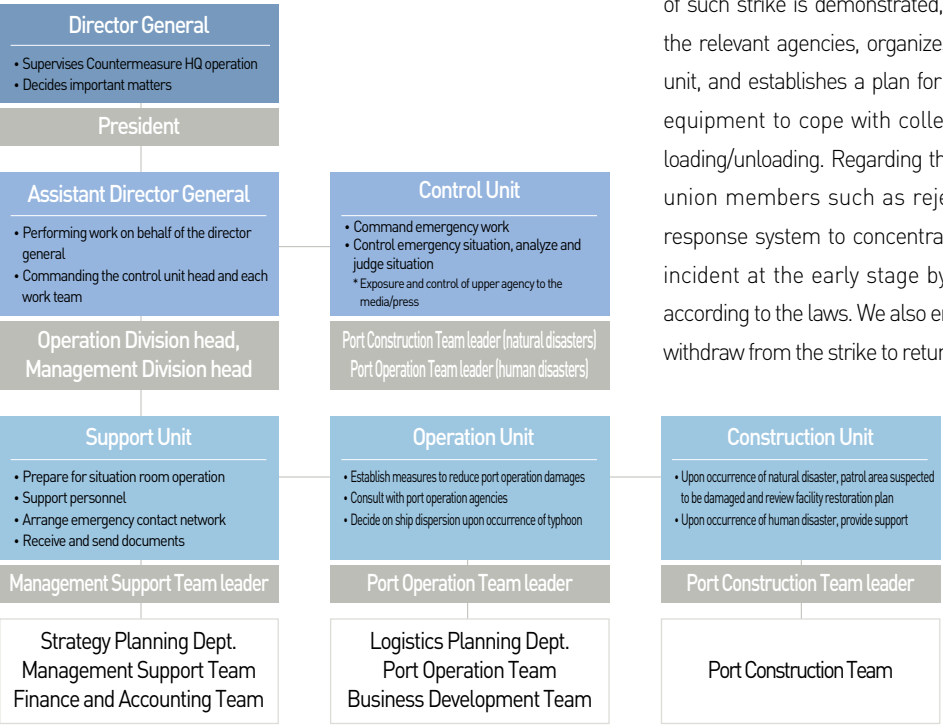 Director General
• Supervises Countermeasure HQ operation
• Decides important matters
President
Assistant Director General
• Performing work on behalf of the director
general
• Commanding the control unit head and each
work team
Operation Division head,
Management Division head
Control Unit
• Command emergency work
• Control emergency situation, analyze and
judge situation
* Exposure and control of upper agency to the
media/press
Port Construction Team leader (natural disasters)
Port Operation Team leader (human disasters)
Support Unit
• Prepare for situation room operation
• Support personnel
• Arrange emergency contact network
• Receive and send documents
Management Support Team leader
Strategy Planning Dept.
Management Support Team
Finance and Accounting Team
Operation Unit
• Establish measures to reduce port operation damages
• Consult with port operation agencies
• Decide on ship dispersion upon occurrence of typhoon
Port Operation Team leader
Logistics Planning Dept.
Port Operation Team
Business Development Team
Construction Unit
• Upon occurrence of natural disaster, patrol area suspected
to be damaged and review facility restoration plan
• Upon occurrence of human disaster, provide support
Port Construction Team leader
Port Construction Team
of such strike is demonstrated,
the relevant agencies, organize
unit, and establishes a plan for
equipment to cope with colle
loading/unloading. Regarding th
union members such as reje
response system to concentra
incident at the early stage by
according to the laws. We also e
withdraw from the strike to retur